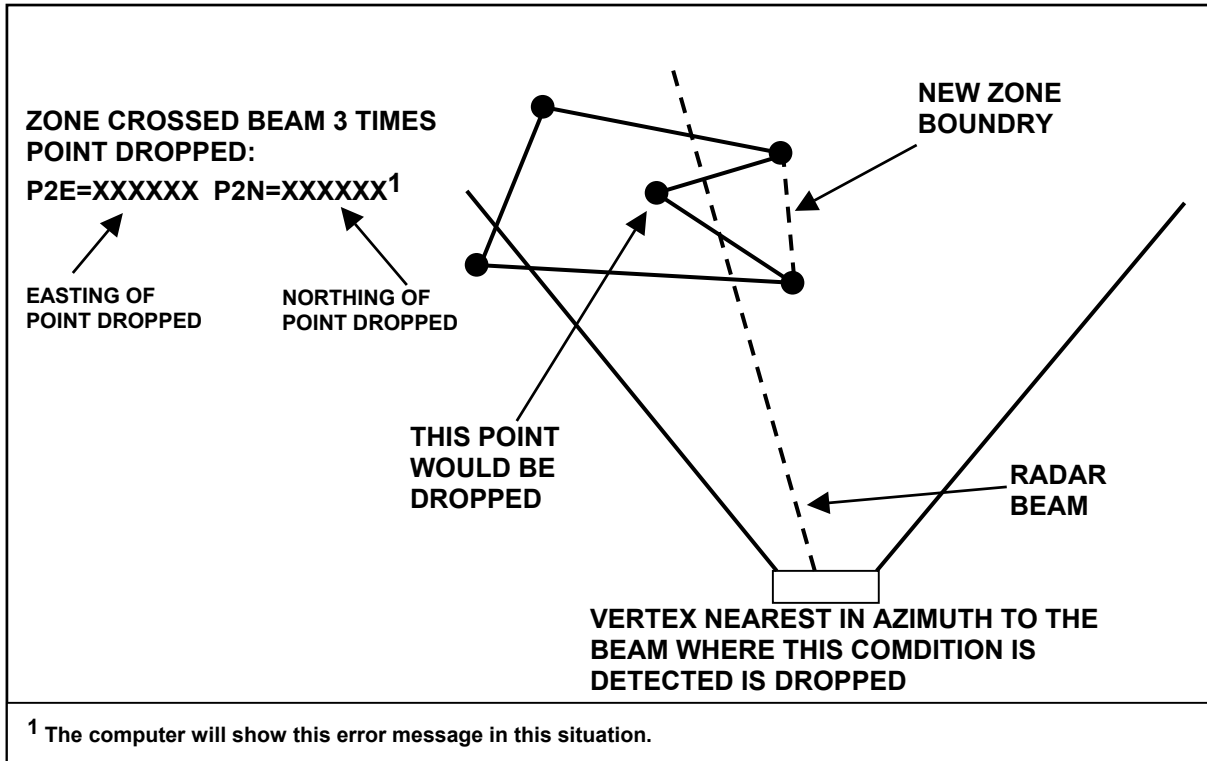 ZONE CROSSED BEAM 3 TIMES
POINT DROPPED:
P2E=XXXXXX P2N=XXXXXX1
EASTING OF
POINT DROPPED
NORTHING OF
POINT DROPPED
NEW ZONE
BOUNDRY
THIS POINT
WOULD BE
DROPPED
RADAR
BEAM
VERTEX NEAREST IN AZIMUTH TO THE
BEAM WHERE THIS COMDITION IS
DETECTED IS DROPPED
1 The computer will show this error message in this situation.